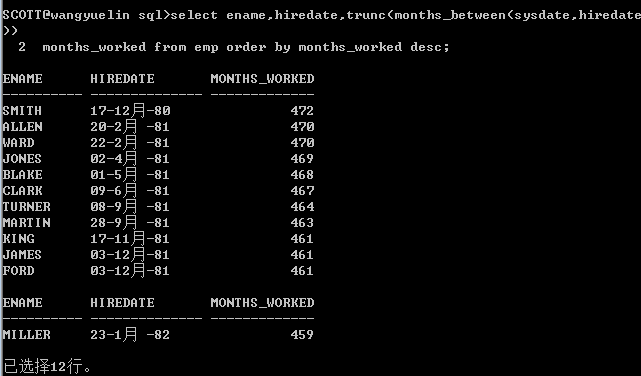 SCOTT@wangyuelin sql>select ename,hiredate,trunc(months_between(sysdate,hiredate
))
  2  months_worked from emp order by months_worked desc;
ENAME      HIREDATE       MONTHS_WORKED
---------- -------------- -------------
SMITH      17-12月-80               472
ALLEN      20-2月 -81               470
WARD       22-2月 -81               470
JONES      02-4月 -81               469
BLAKE      01-5月 -81               468
CLARK      09-6月 -81               467
TURNER     08-9月 -81               464
MARTIN     28-9月 -81               463
KING       17-11月-81               461
JAMES      03-12月-81               461
FORD       03-12月-81               461
ENAME      HIREDATE       MONTHS_WORKED
---------- -------------- -------------
MILLER     23-1月 -82               459
已选择12行。